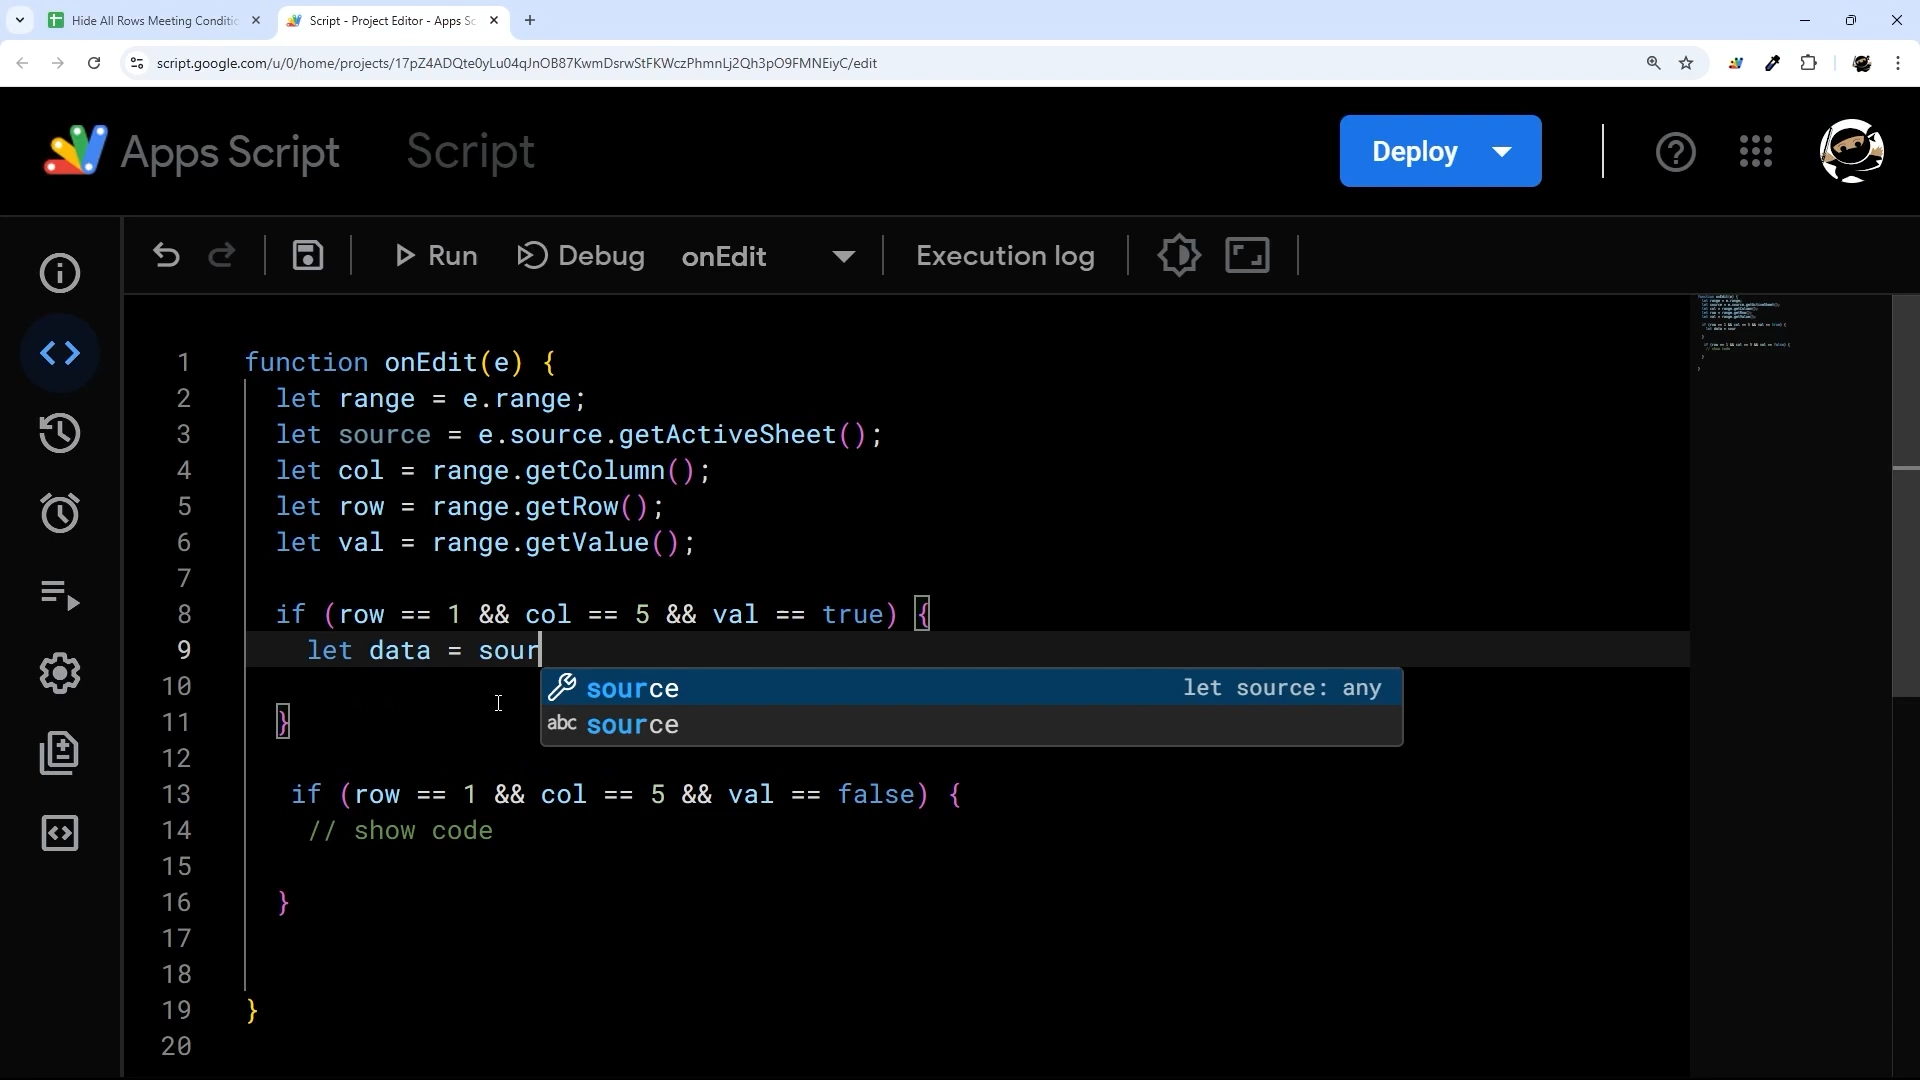 Hide All Rows Meeting Conditic
Script - Project Editor - Apps Sc
script.google.com/u/0/home/projects/17pZ4ADQte0yLu04qJnOB87KwmDsrwStFKWczPhmnLj2Qh3pO9FMNEiyC/edit
Apps Script Script Deploy
Run Debug onEdit Execution log
1 function onEdit(e) {
2 let range = e.range;
3 let source = e.source.getActiveSheet();
4 let col = range.getColumn();
5 let row = range.getRow();
6 let val = range.getValue();
7
8 if (row == 1 && col == 5 && val == true) {
9 let data = sour
source let source: any
abc source
10
11 }
12
13 if (row == 1 && col == 5 && val == false) {
14 // show code
15
16 }
17
18
19 }
20